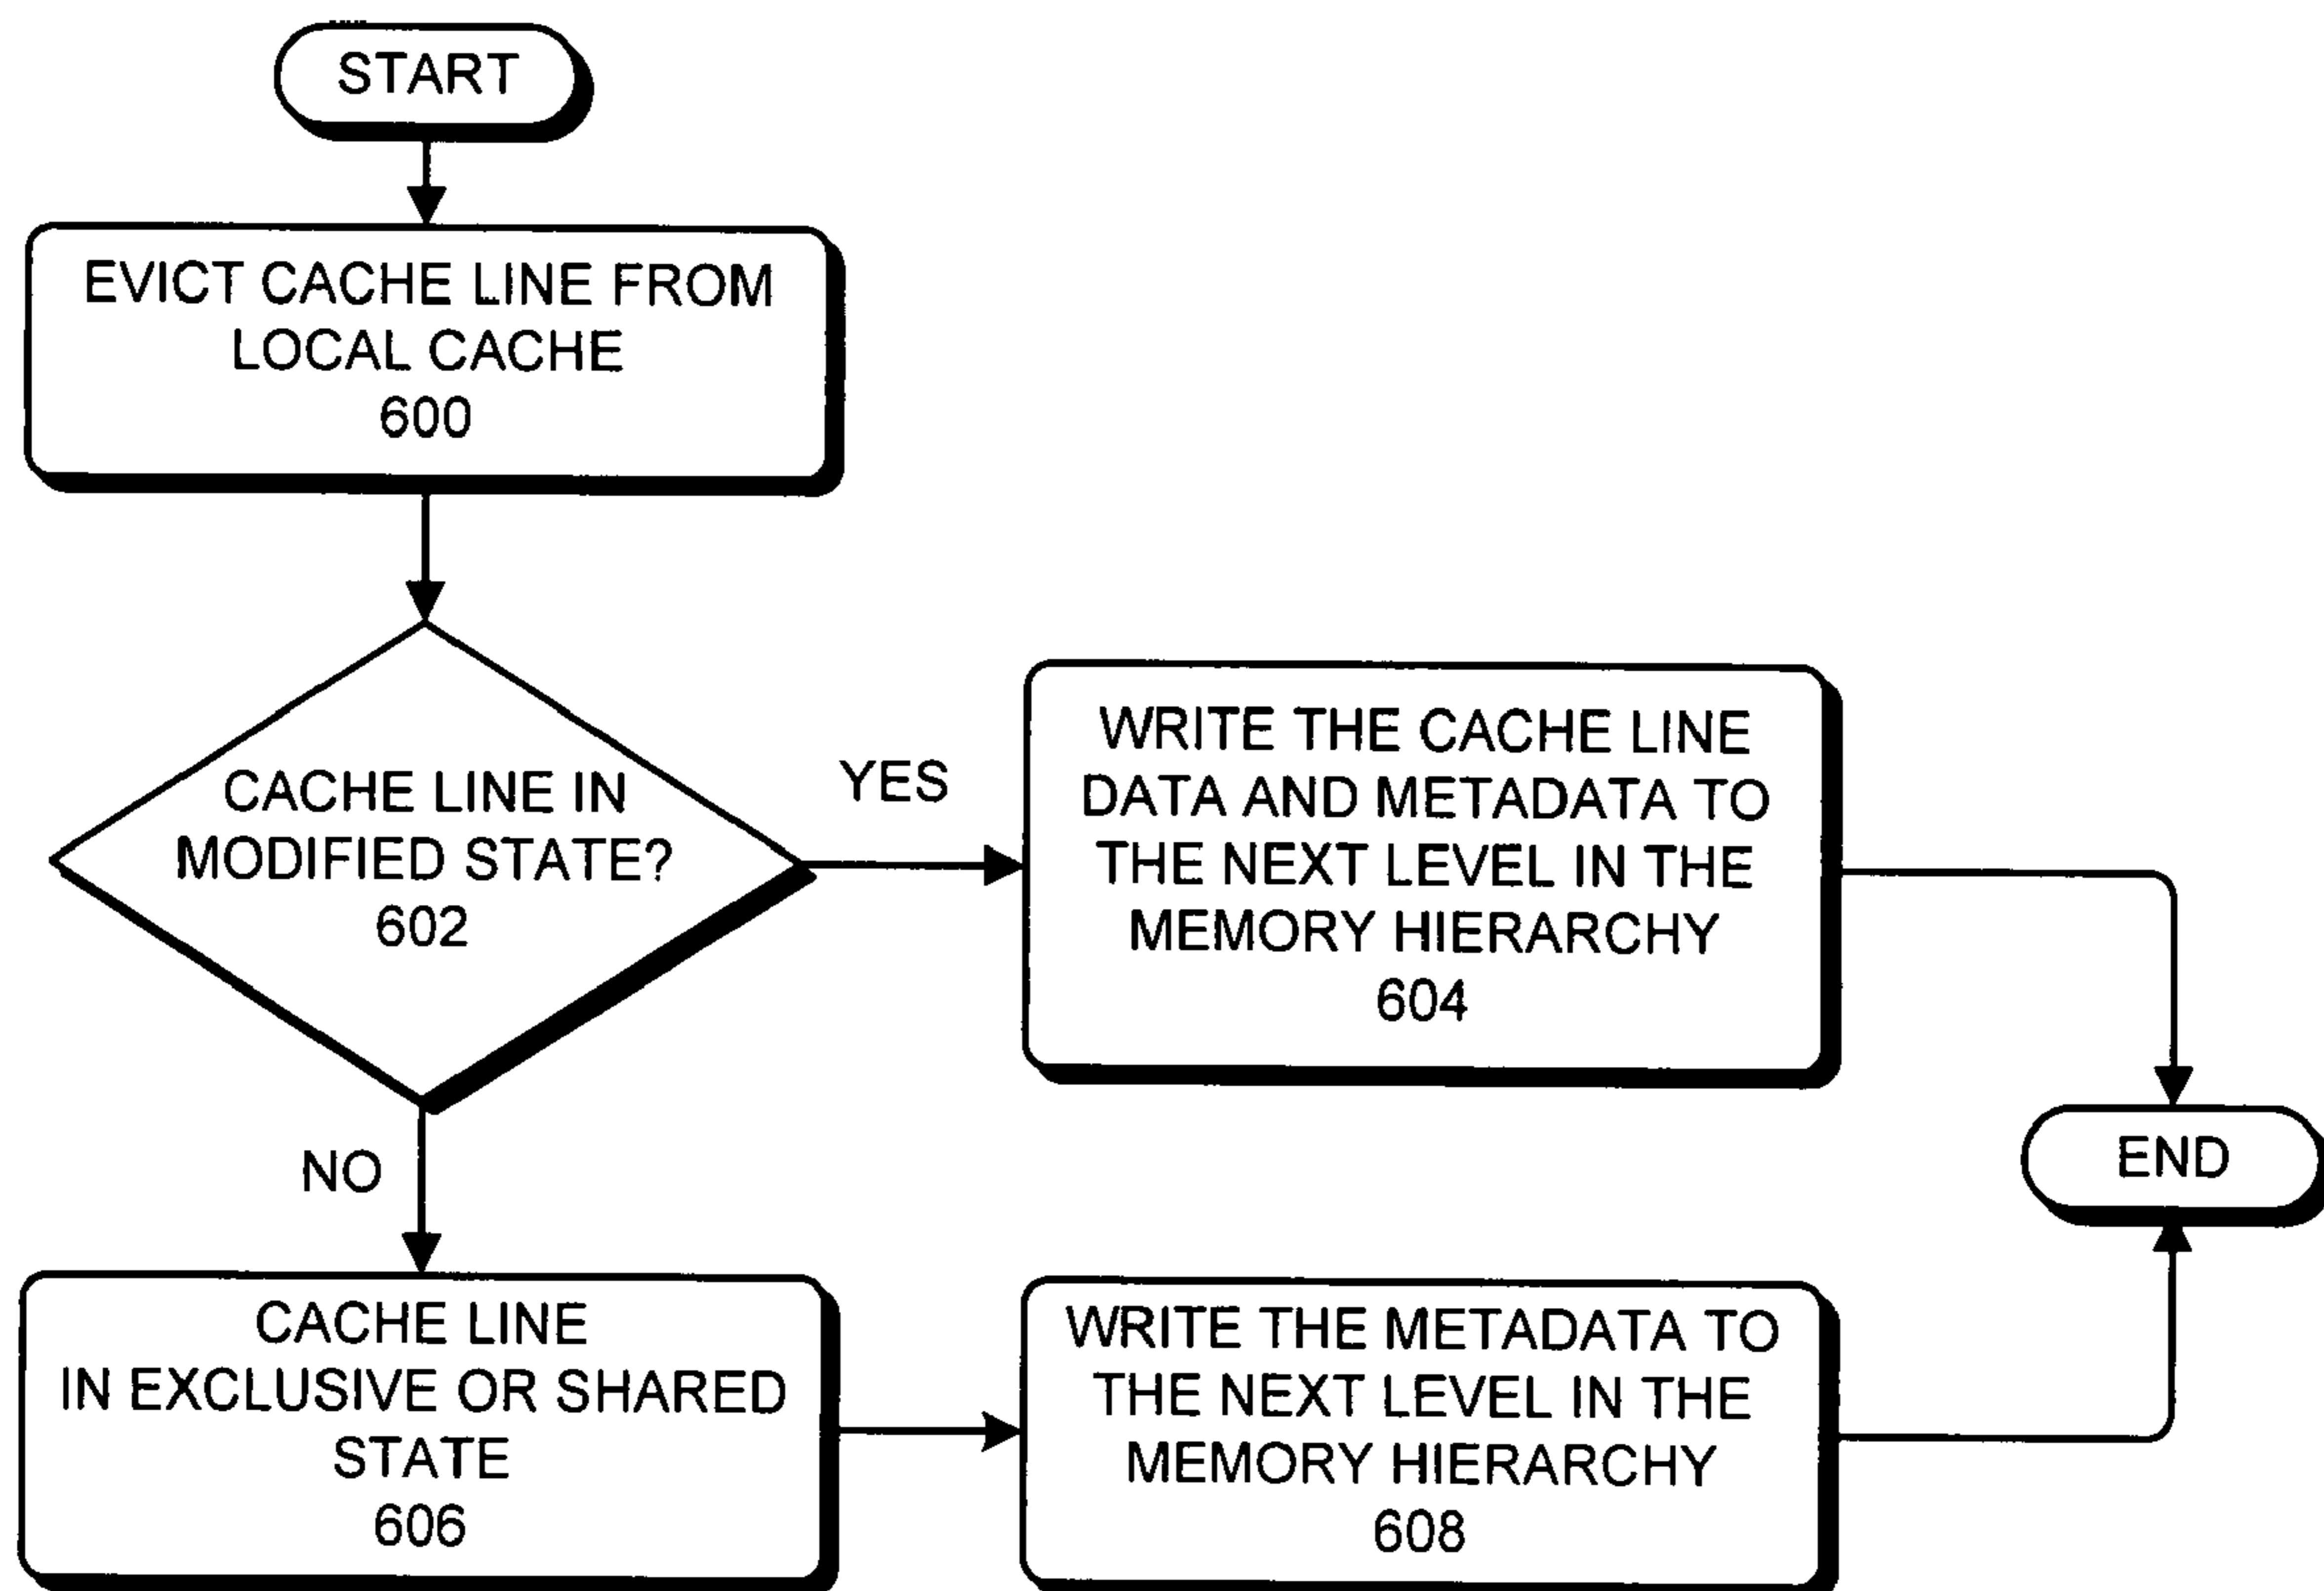 START
EVICT CACHE LINE FROM
LOCAL CACHE
600
CACHE LINE IN
MODIFIED STATE?
602
YES
WRITE THE CACHE LINE
DATA AND METADATA TO
THE NEXT LEVEL IN THE
MEMORY HIERARCHY
604
NO
END
CACHE LINE
IN EXCLUSIVE OR SHARED
STATE
606
WRITE THE METADATA TO
THE NEXT LEVEL IN THE
MEMORY HIERARCHY
608